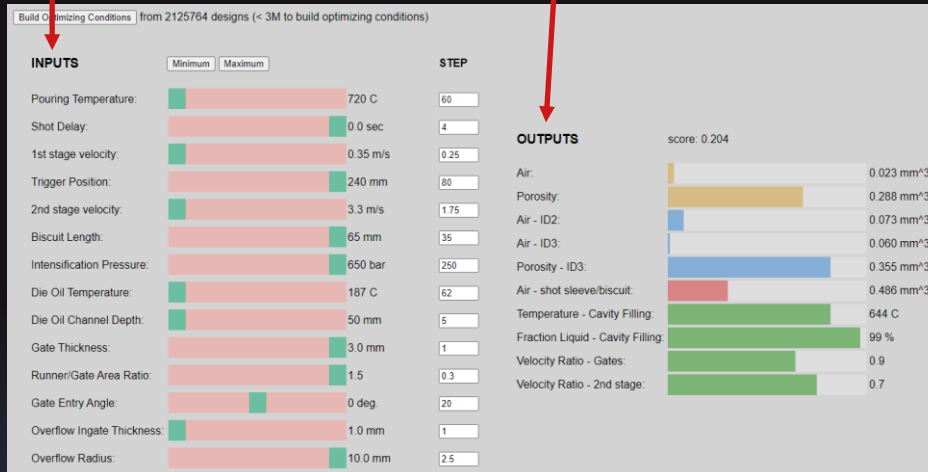 Build Optimizing Conditions from 2125764 designs (< 3M to build optimizing conditions)
INPUTS Minimum Maximum STEP
Pouring Temperature: 720 C 60
Shot Delay: 0.0 sec 4
1st stage velocity: 0.35 m/s 0.25
Trigger Position: 240 mm 80
2nd stage velocity: 3.3 m/s 1.75
Biscuit Length: 65 mm 35
Intensification Pressure: 650 bar 250
Die Oil Temperature: 187 C 62
Die Oil Channel Depth: 50 mm 5
Gate Thickness: 3.0 mm 1
Runner/Gate Area Ratio: 1.5 0.3
Gate Entry Angle: 0 deg. 20
Overflow Ingate Thickness: 1.0 mm 1
Overflow Radius: 10.0 mm 2.5
OUTPUTS score: 0.204
Air: 0.023 mm^3
Porosity: 0.288 mm^3
Air - ID2: 0.073 mm^3
Air - ID3: 0.060 mm^3
Porosity - ID3: 0.355 mm^3
Air - shot sleeve/biscuit: 0.486 mm^3
Temperature - Cavity Filling: 644 C
Fraction Liquid - Cavity Filling: 99 %
Velocity Ratio - Gates: 0.9
Velocity Ratio - 2nd stage: 0.7